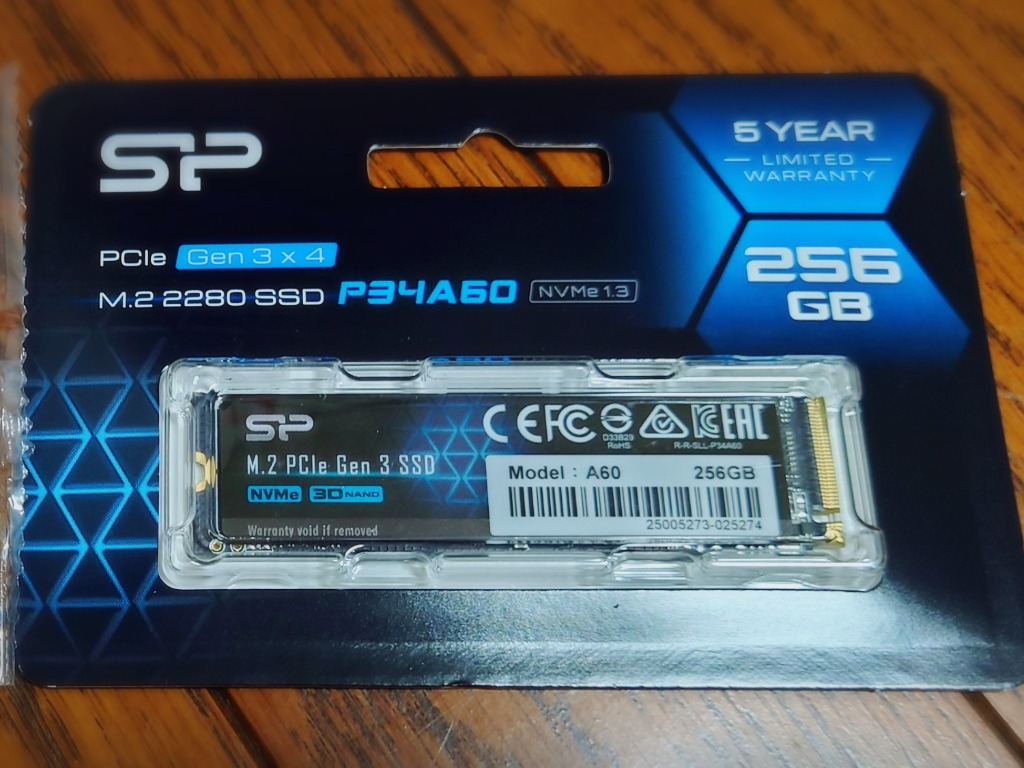 SP
5 YEAR
LIMITED
WARRANTY
256
GB
PCIe Gen 3 x 4
M.2 2280 SSD P34A60 NVMe 1.3
SP
M.2 PCIe Gen 3 SSD
NVMe 3D NAND
Warranty void if removed
CE FC D33B29 RoHS EAC
R-R-SLL-P34A60
Model : A60 256GB
25005273-025274